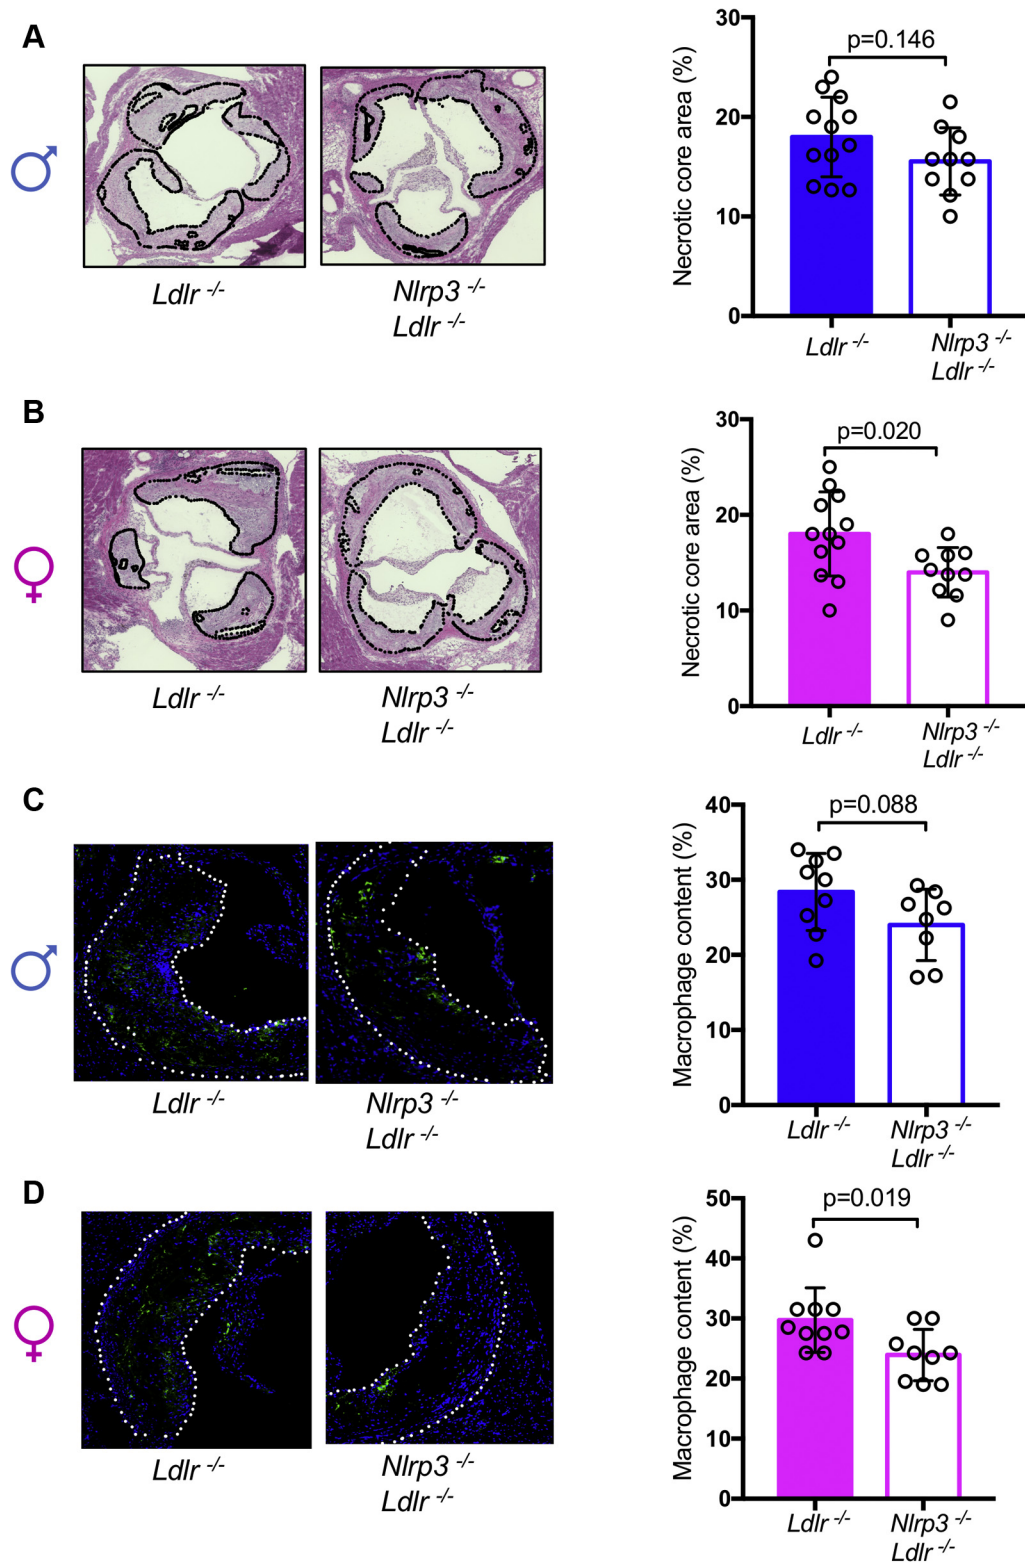 A
Ldlr -/-
Nlrp3 -/-
Ldlr -/-
30
20
10
0
Necrotic core area (%)
p=0.146
Ldlr -/-
Nlrp3 -/-
Ldlr -/-
B
Ldlr -/-
Nlrp3 -/-
Ldlr -/-
30
20
10
0
Necrotic core area (%)
p=0.020
Ldlr -/-
Nlrp3 -/-
Ldlr -/-
C
Ldlr -/-
Nlrp3 -/-
Ldlr -/-
40
30
20
10
0
Macrophage content (%)
p=0.088
Ldlr -/-
Nlrp3 -/-
Ldlr -/-
D
Ldlr -/-
Nlrp3 -/-
Ldlr -/-
50
40
30
20
10
0
Macrophage content (%)
p=0.019
Ldlr -/-
Nlrp3 -/-
Ldlr -/-